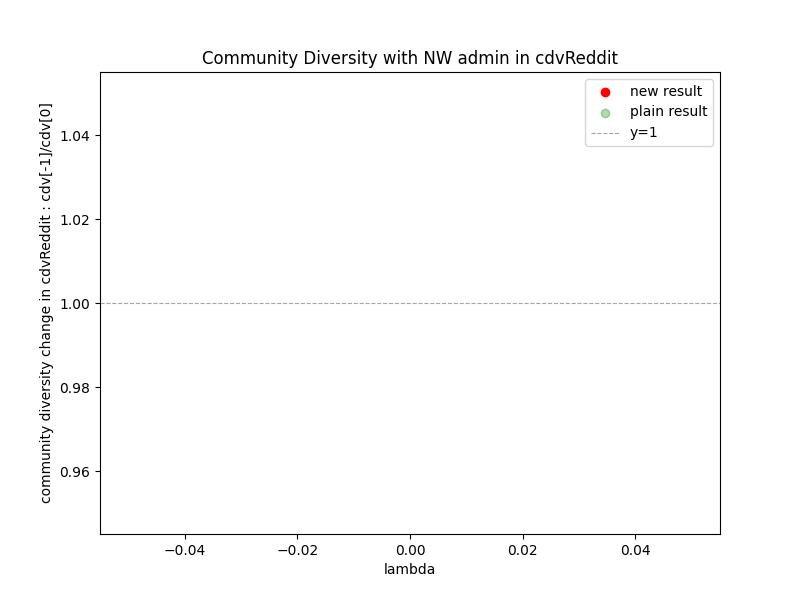 Community Diversity with NW admin in cdvReddit
new result
plain result
y=1
community diversity change in cdvReddit : cdv[-1]/cdv[0]
1.04
1.02
1.00
0.98
0.96
−0.04
−0.02
0.00
0.02
0.04
lambda